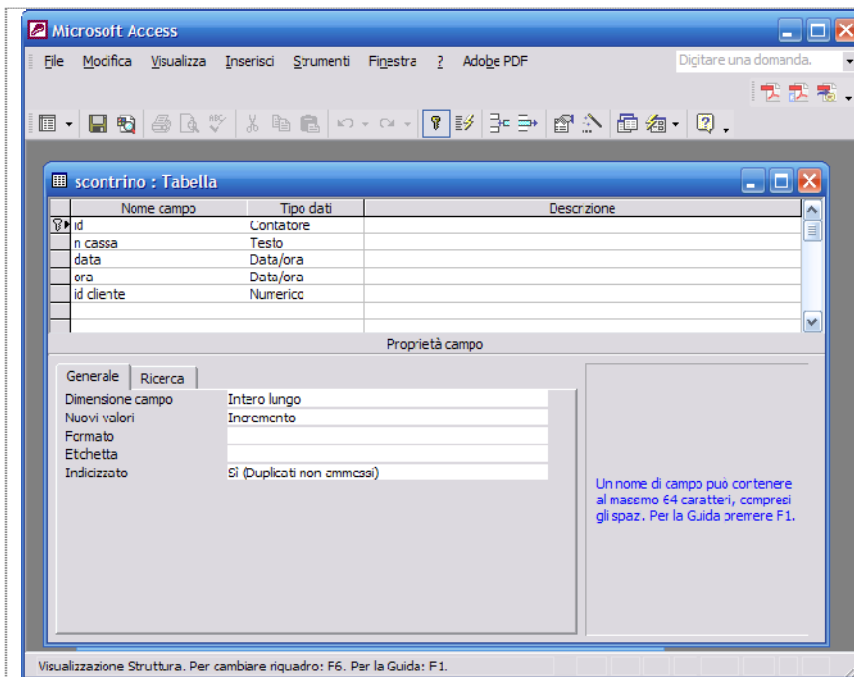 Microsoft Access
File Modifica Visualizza Inserisci Strumenti Finestra ? Adobe PDF Digitare una domanda.
scontrino : Tabella
Nome campo Tipo dati Descrizione
id Contatore
n cassa Testo
data Data/ora
ora Data/ora
id cliente Numerico
Proprietà campo
Generale Ricerca
Dimensione campo Intero lungo
Nuovi valori Incremento
Formato
Etichetta
Indicizzato Sì (Duplicati non ammessi)
Un nome di campo può contenere
al massimo 64 caratteri, compresi
gli spazi. Per la Guida premere F1.
Visualizzazione Struttura. Per cambiare riquadro: F6. Per la Guida: F1.